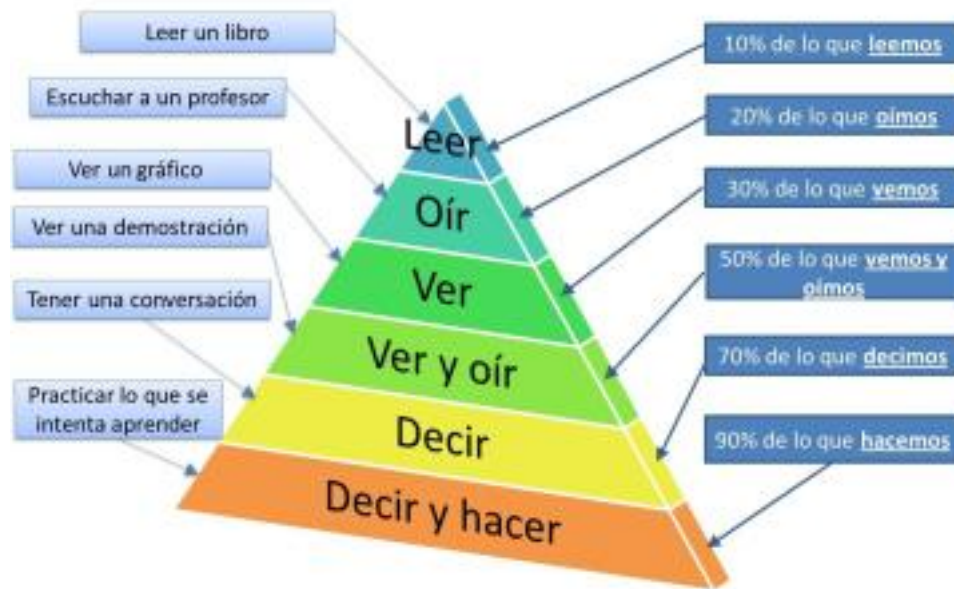 Leer un libro
Escuchar a un profesor
Ver un gráfico
Ver una demostración
Tener una conversación
Practicar lo que se
intenta aprender
Leer
Oír
Ver
Ver y oír
Decir
Decir y hacer
10% de lo que leemos
20% de lo que oímos
30% de lo que vemos
50% de lo que vemos y
oímos
70% de lo que decimos
90% de lo que hacemos